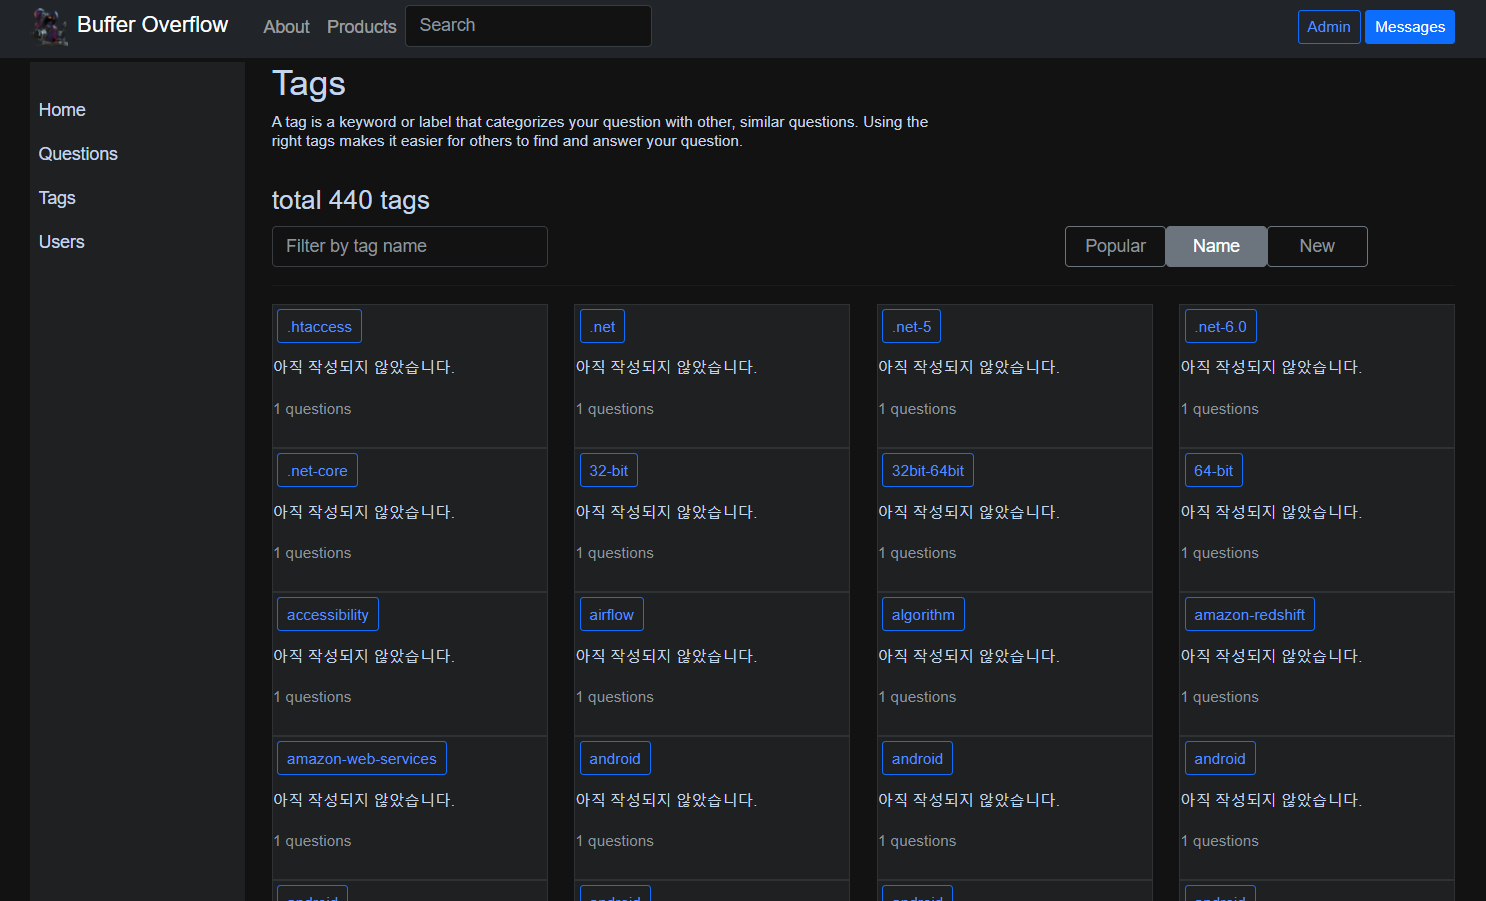 Buffer Overflow About Products Search Admin Messages
Home
Questions
Tags
Users
Tags
A tag is a keyword or label that categorizes your question with other, similar questions. Using the
right tags makes it easier for others to find and answer your question.
total 440 tags
Filter by tag name Popular Name New
.htaccess .net .net-5 .net-6.0
아직 작성되지 않았습니다. 아직 작성되지 않았습니다. 아직 작성되지 않았습니다. 아직 작성되지 않았습니다.
1 questions 1 questions 1 questions 1 questions
.net-core 32-bit 32bit-64bit 64-bit
아직 작성되지 않았습니다. 아직 작성되지 않았습니다. 아직 작성되지 않았습니다. 아직 작성되지 않았습니다.
1 questions 1 questions 1 questions 1 questions
accessibility airflow algorithm amazon-redshift
아직 작성되지 않았습니다. 아직 작성되지 않았습니다. 아직 작성되지 않았습니다. 아직 작성되지 않았습니다.
1 questions 1 questions 1 questions 1 questions
amazon-web-services android android android
아직 작성되지 않았습니다. 아직 작성되지 않았습니다. 아직 작성되지 않았습니다. 아직 작성되지 않았습니다.
1 questions 1 questions 1 questions 1 questions
android android android android